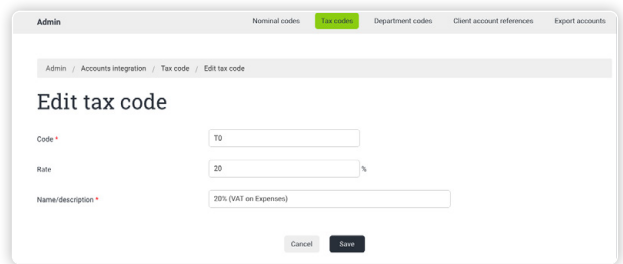 Admin Nominal codes Tax codes Department codes Client account references Export accounts
Admin / Accounts integration / Tax code / Edit tax code
Edit tax code
Code * T0
Rate 20 %
Name/description * 20% (VAT on Expenses)
Cancel Save